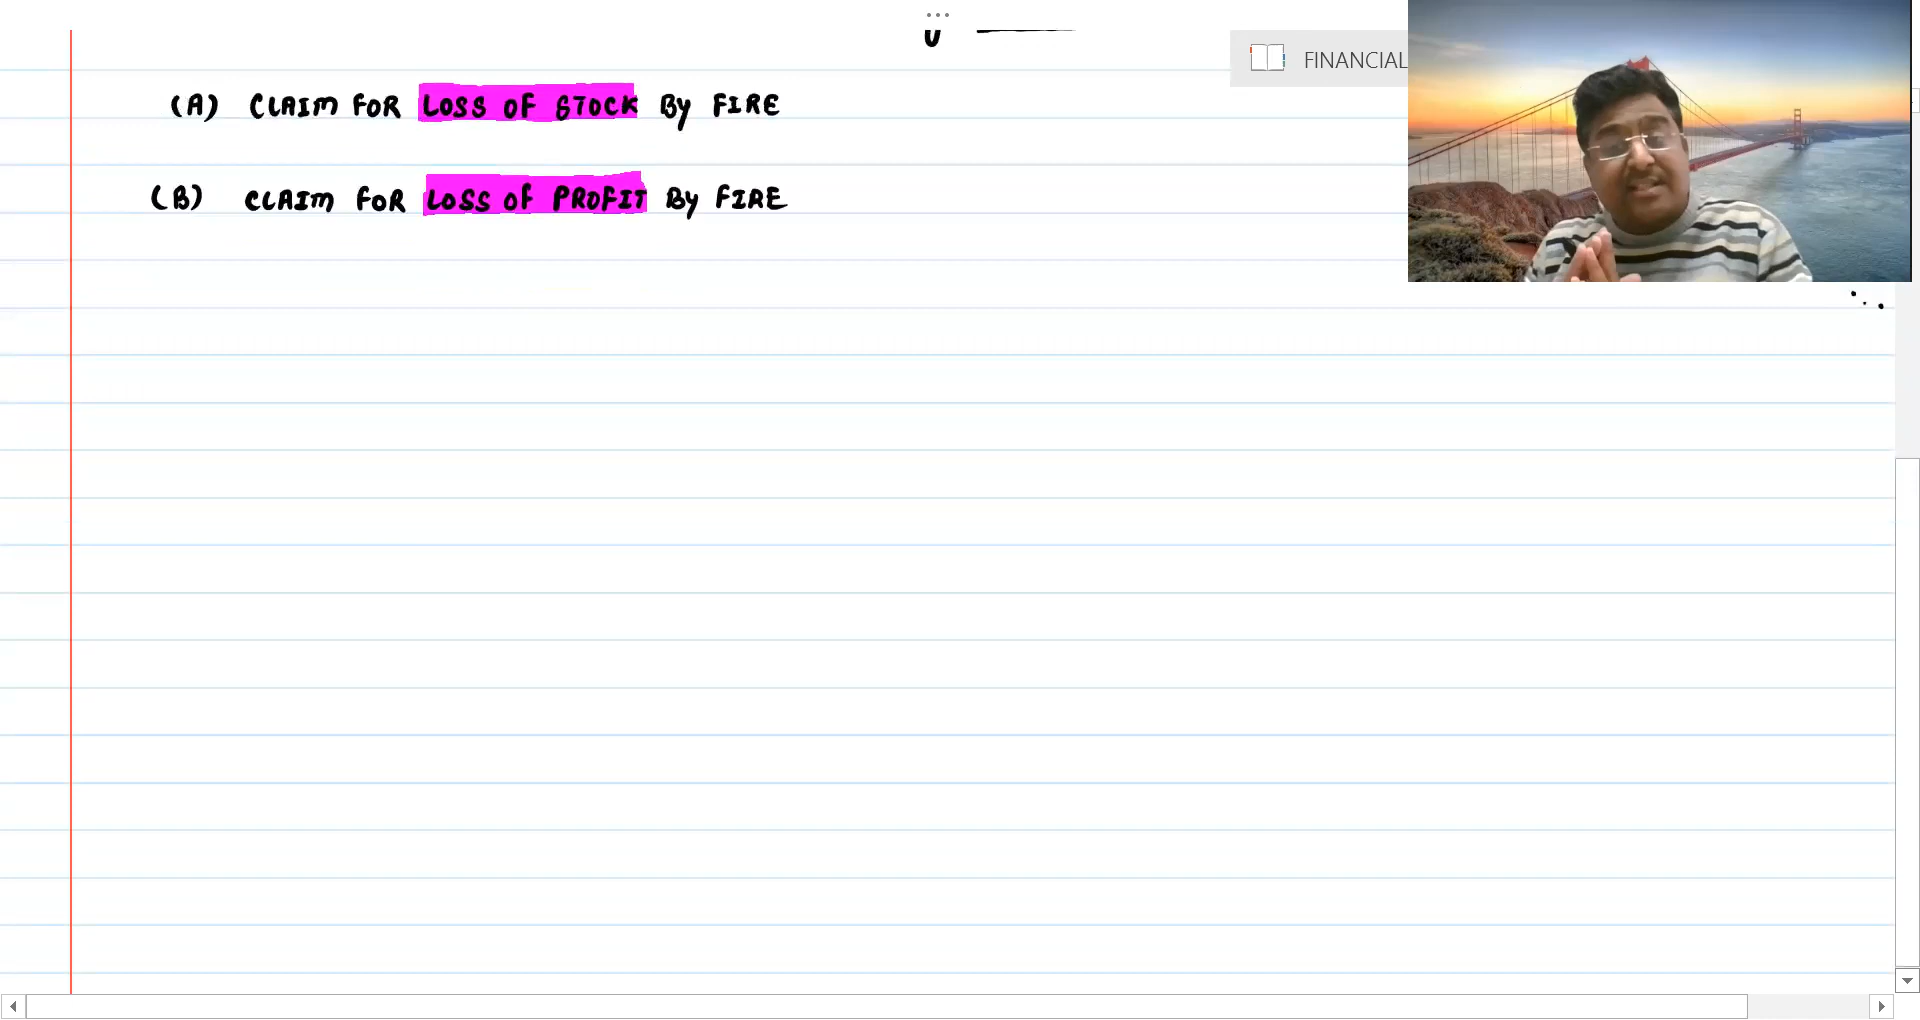 FINANCIAL
(A) CLAIM FOR LOSS OF STOCK By FIRE
(B) CLAIM FOR LOSS OF PROFIT By FIRE